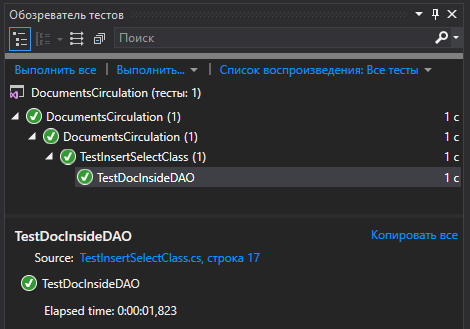 Обозреватель тестов
Поиск
Выполнить все | Выполнить... | Список воспроизведения: Все тесты
DocumentsCirculation (тесты: 1)
DocumentsCirculation (1) 1 с
DocumentsCirculation (1) 1 с
TestInsertSelectClass (1) 1 с
TestDocInsideDAO 1 с
TestDocInsideDAO Копировать все
Source: TestInsertSelectClass.cs, строка 17
TestDocInsideDAO
Elapsed time: 0:00:01,823